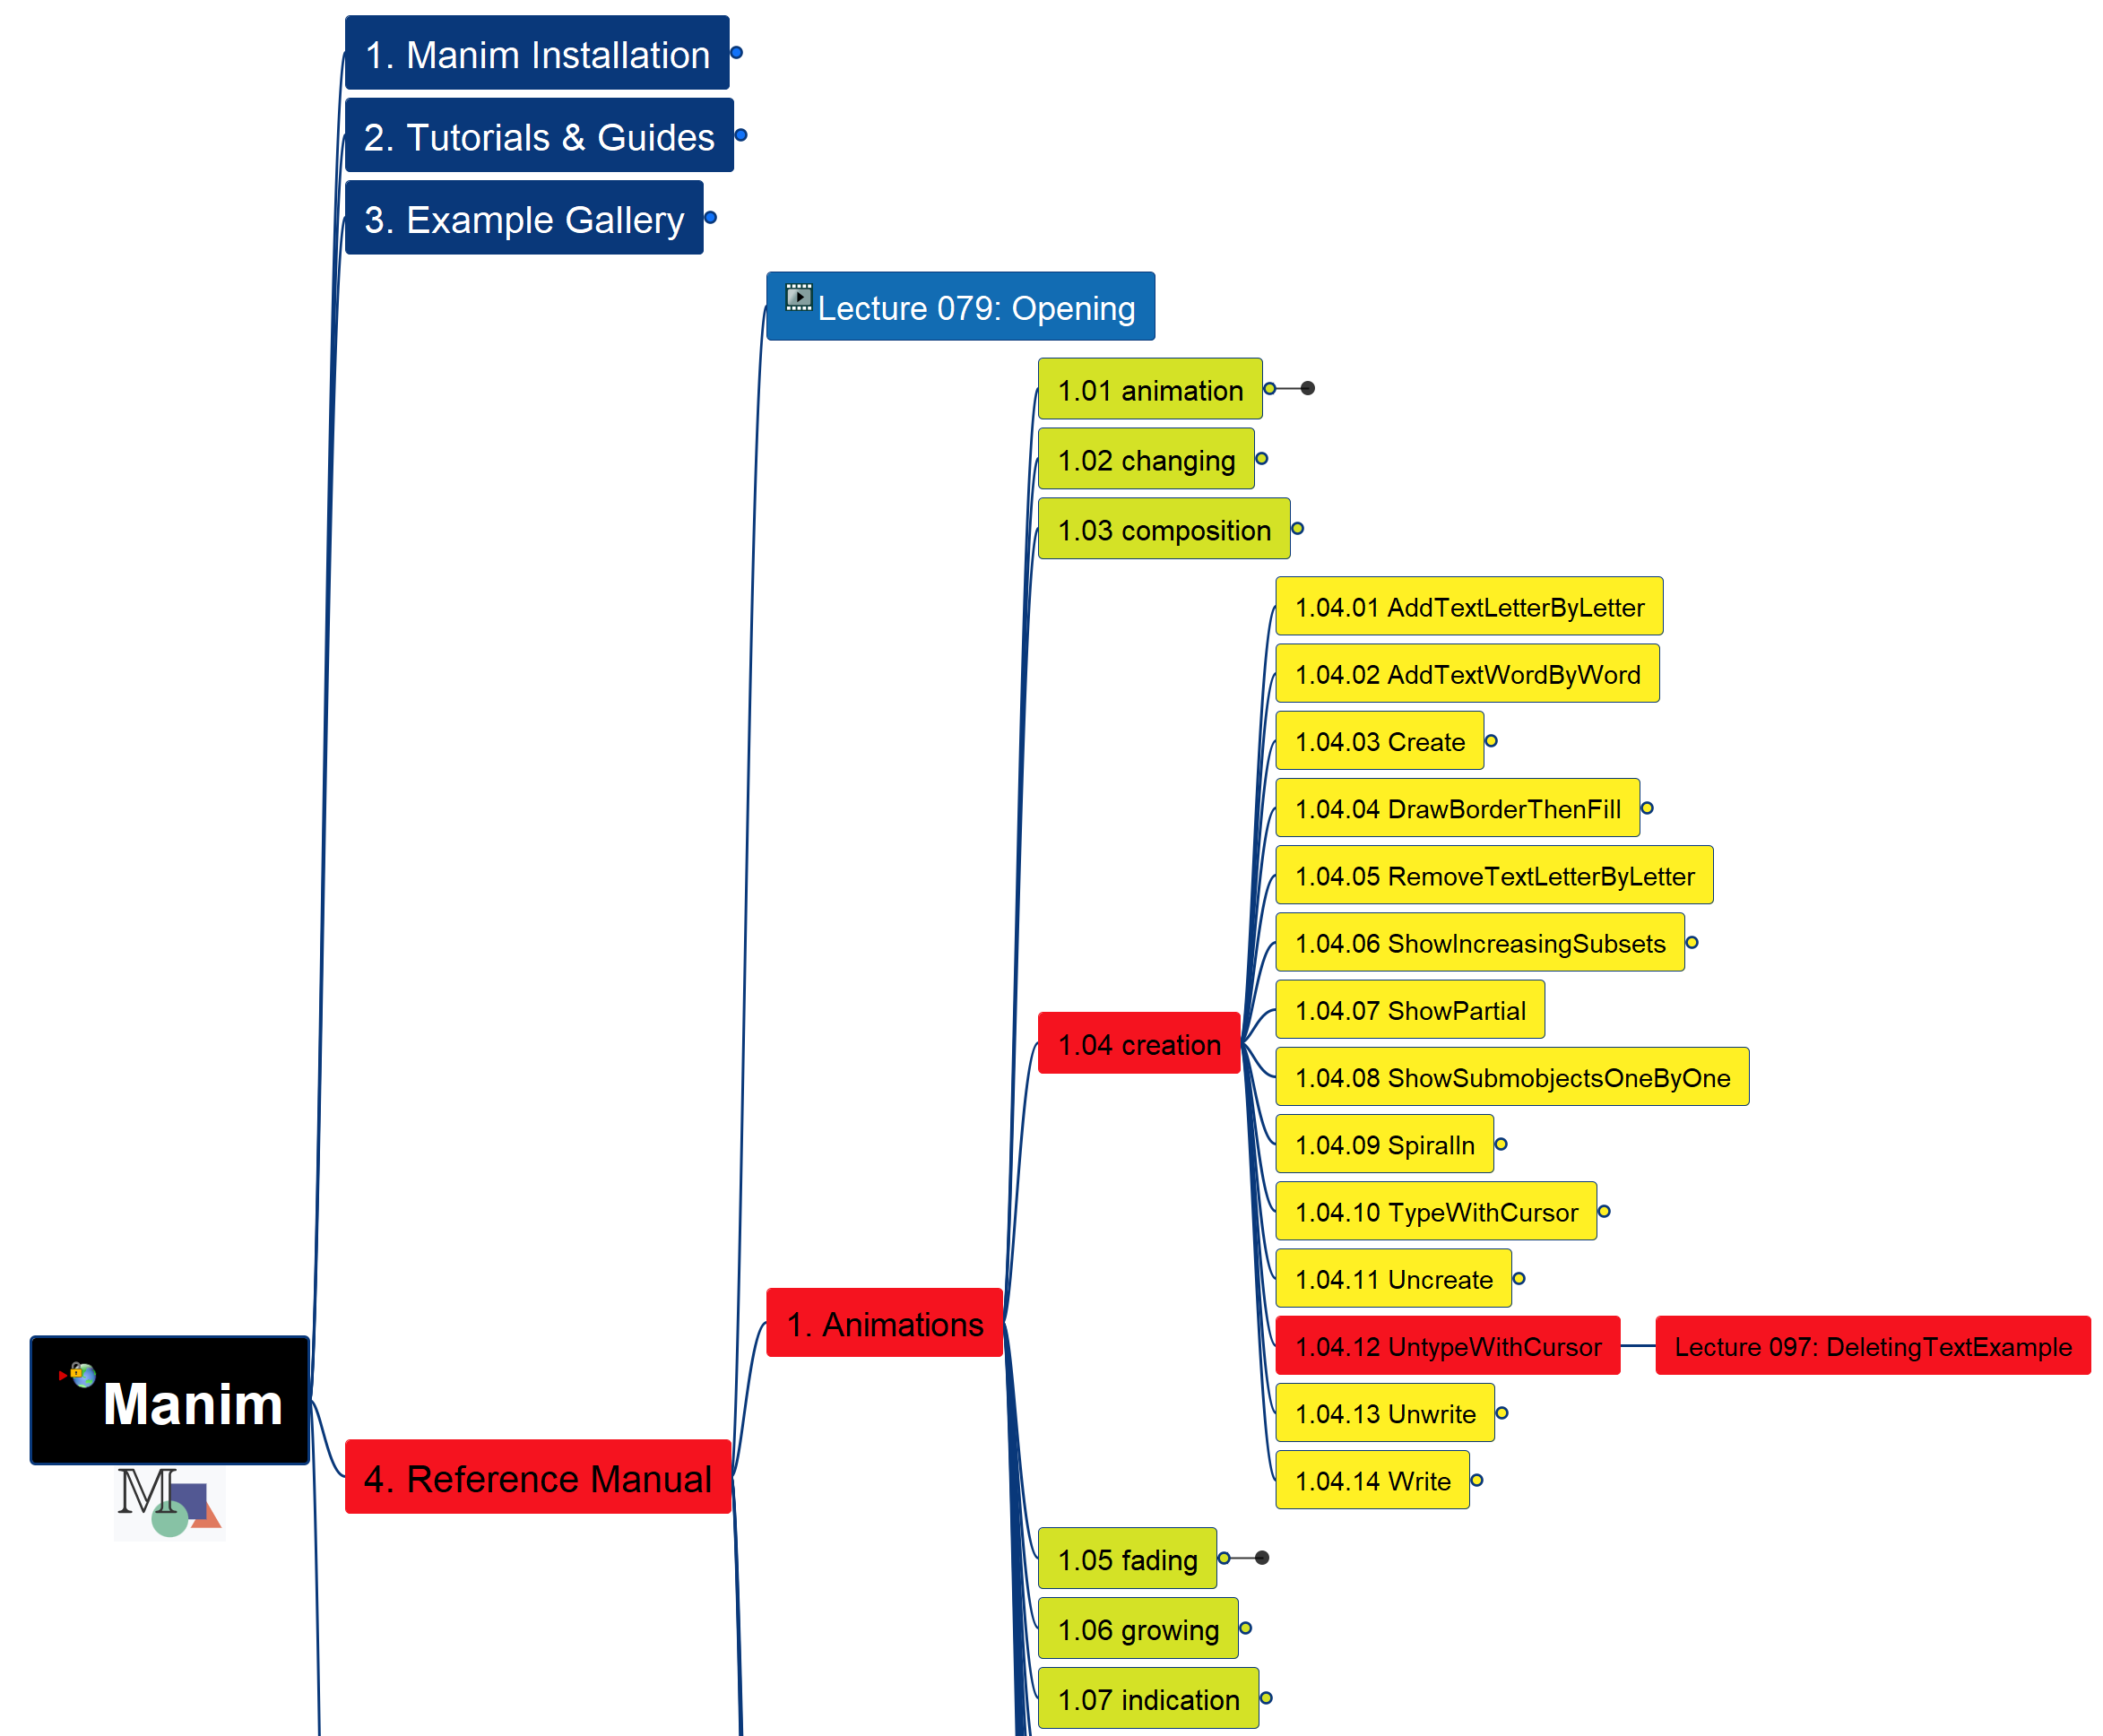 1. Manim Installation
2. Tutorials & Guides
3. Example Gallery
Lecture 079: Opening
1.01 animation
1.02 changing
1.03 composition
1.04.01 AddTextLetterByLetter
1.04.02 AddTextWordByWord
1.04.03 Create
1.04.04 DrawBorderThenFill
1.04.05 RemoveTextLetterByLetter
1.04.06 ShowIncreasingSubsets
1.04.07 ShowPartial
1.04 creation
1.04.08 ShowSubmobjectsOneByOne
1.04.09 SpiralIn
1.04.10 TypeWithCursor
1.04.11 Uncreate
1. Animations
1.04.12 UntypeWithCursor
Lecture 097: DeletingTextExample
Manim
1.04.13 Unwrite
4. Reference Manual
1.04.14 Write
M
1.05 fading
1.06 growing
1.07 indication